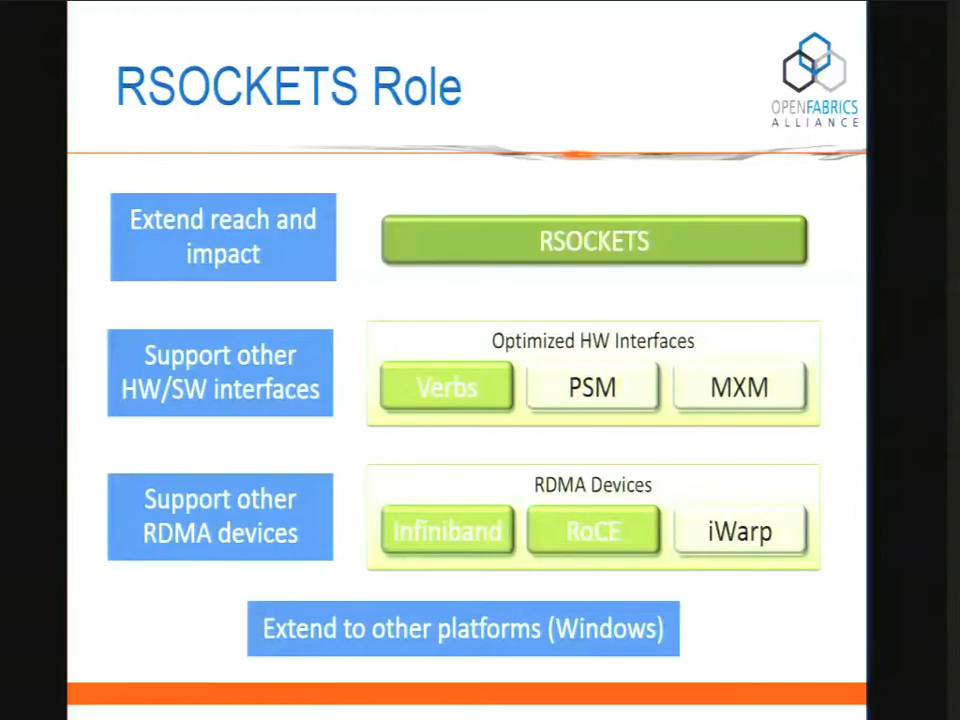 RSOCKETS Role
OPENFABRICS
ALLIANCE
Extend reach and
impact
RSOCKETS
Support other
HW/SW interfaces
Optimized HW Interfaces
Verbs
PSM
MXM
Support other
RDMA devices
RDMA Devices
Infiniband
RoCE
iWarp
Extend to other platforms (Windows)